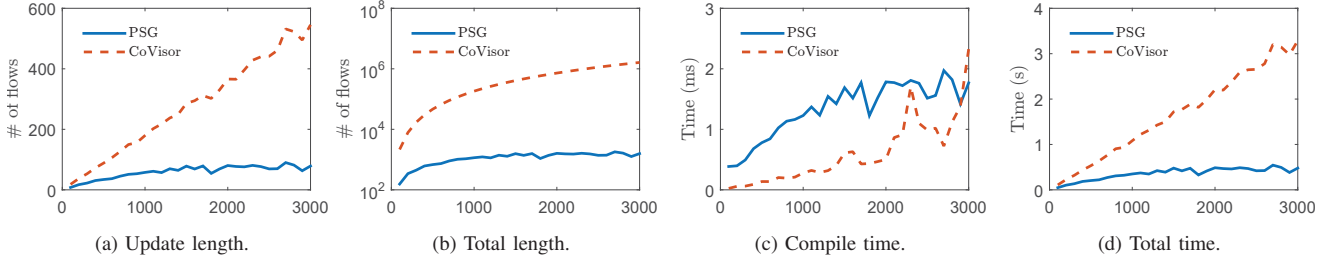 # of flows
600
400
200
0
PSG
CoVisor
0
1000
2000
3000
(a) Update length.
# of flows
10^8
10^6
10^4
10^2
PSG
CoVisor
0
1000
2000
3000
(b) Total length.
Time (ms)
3
2
1
0
PSG
CoVisor
0
1000
2000
3000
(c) Compile time.
Time (s)
4
3
2
1
0
PSG
CoVisor
0
1000
2000
3000
(d) Total time.